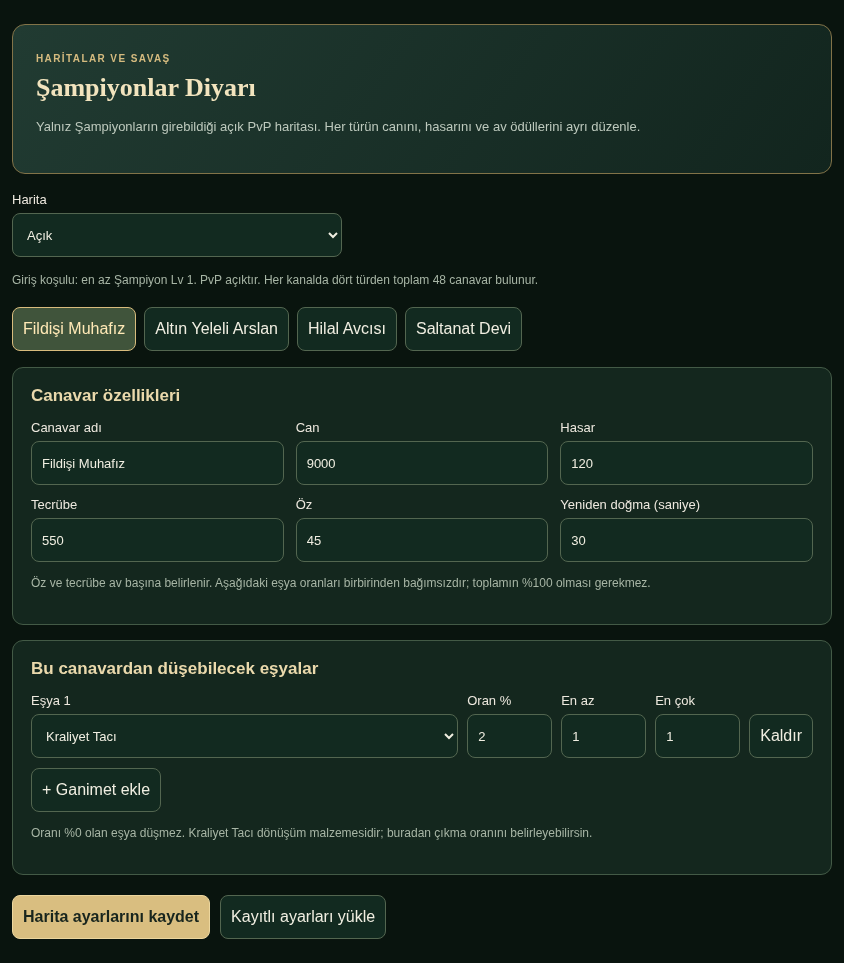 HARİTALAR VE SAVAŞ
Şampiyonlar Diyarı
Yalnız Şampiyonların girebildiği açık PvP haritası. Her türün canını, hasarını ve av ödüllerini ayrı düzenle.
Harita
Açık
Giriş koşulu: en az Şampiyon Lv 1. PvP açıktır. Her kanalda dört türden toplam 48 canavar bulunur.
Fildişi Muhafız Altın Yeleli Arslan Hilal Avcısı Saltanat Devi
Canavar özellikleri
Canavar adı Can Hasar
Fildişi Muhafız 9000 120
Tecrübe Öz Yeniden doğma (saniye)
550 45 30
Öz ve tecrübe av başına belirlenir. Aşağıdaki eşya oranları birbirinden bağımsızdır; toplamın %100 olması gerekmez.
Bu canavardan düşebilecek eşyalar
Eşya 1 Oran % En az En çok
Kraliyet Tacı 2 1 1 Kaldır
+ Ganimet ekle
Oranı %0 olan eşya düşmez. Kraliyet Tacı dönüşüm malzemesidir; buradan çıkma oranını belirleyebilirsin.
Harita ayarlarını kaydet Kayıtlı ayarları yükle